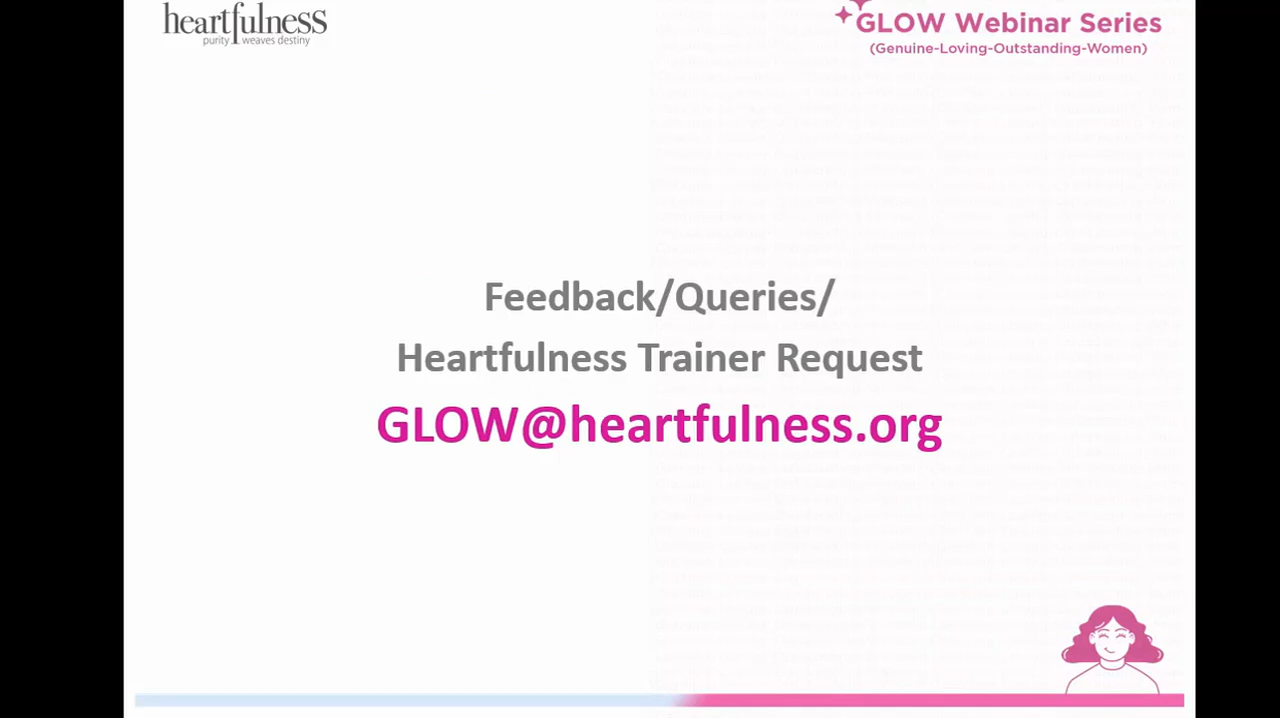 heartfulness
purity weaves destiny
GLOW Webinar Series
(Genuine-Loving-Outstanding-Women)
Feedback/Queries/
Heartfulness Trainer Request
GLOW@heartfulness.org